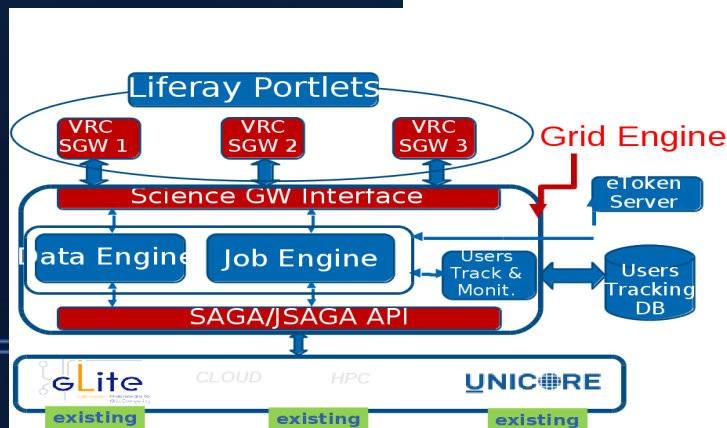 Liferay Portlets
VRC
SGW 1
VRC
SGW 2
VRC
SGW 3
Grid Engine
Science GW Interface
eToken
Server
Data Engine
Job Engine
Users
Track &
Monit.
Users
Tracking
DB
SAGA/JSAGA API
gLite
CLOUD
HPC
UNICORE
existing
existing
existing